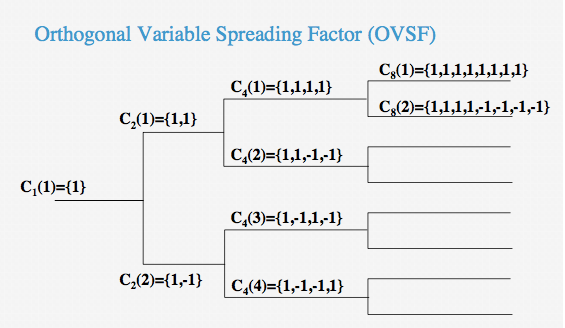 Orthogonal Variable Spreading Factor (OVSF)
C₈(1)={1,1,1,1,1,1,1,1}
C₄(1)={1,1,1,1}
C₈(2)={1,1,1,1,-1,-1,-1,-1}
C₂(1)={1,1}
C₄(2)={1,1,-1,-1}
C₁(1)={1}
C₄(3)={1,-1,1,-1}
C₂(2)={1,-1}
C₄(4)={1,-1,-1,1}